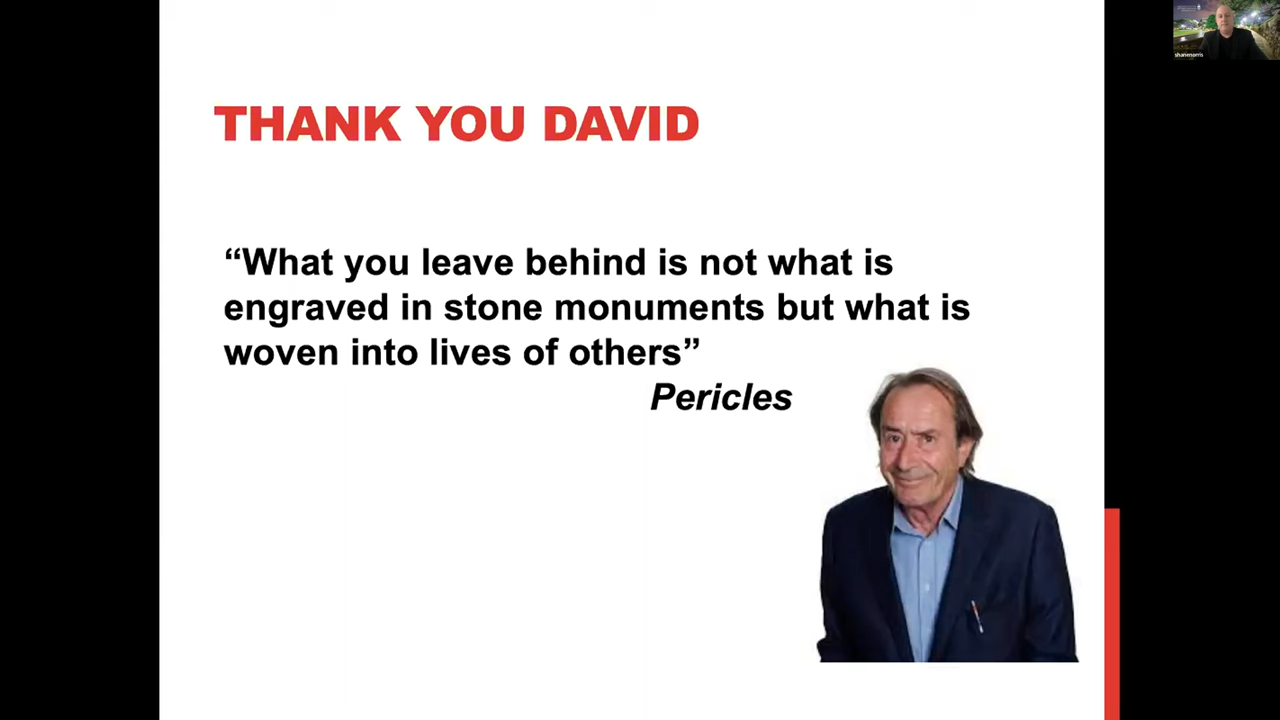 THANK YOU DAVID
“What you leave behind is not what is
engraved in stone monuments but what is
woven into lives of others”
Pericles